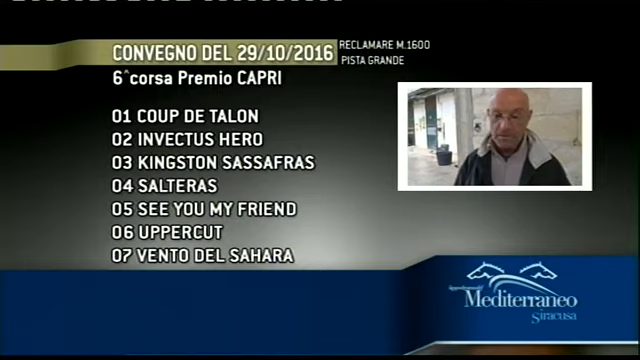 CONVEGNO DEL 29/10/2016
RECLAMARE M.1600
PISTA GRANDE
6^corsa Premio CAPRI
01 COUP DE TALON
02 INVECTUS HERO
03 KINGSTON SASSAFRAS
04 SALTERAS
05 SEE YOU MY FRIEND
06 UPPERCUT
07 VENTO DEL SAHARA
Ippodromo del
Mediterraneo
Siracusa